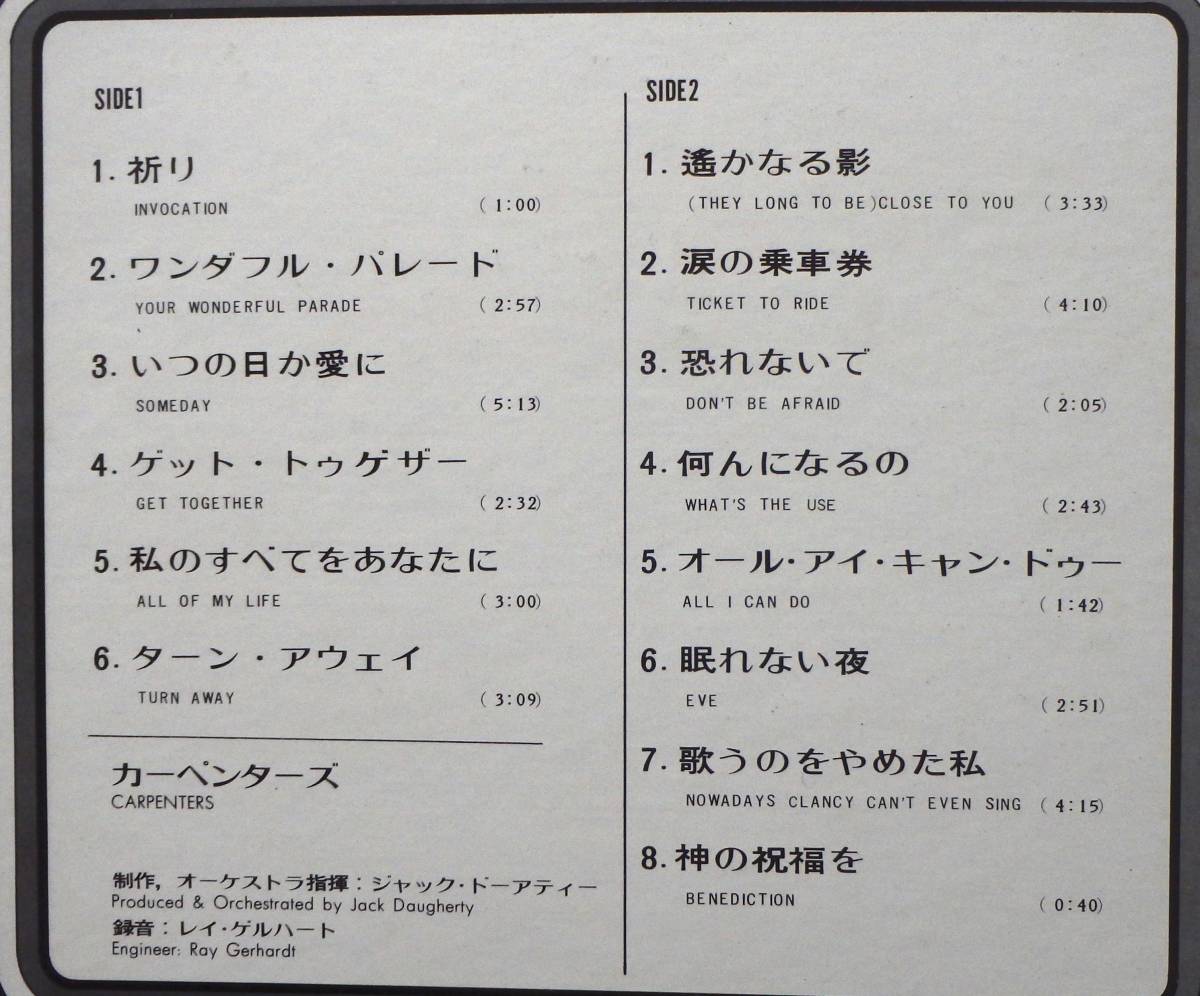 SIDE1
1. 祈り
INVOCATION (1:00)
2. ワンダフル・パレード
YOUR WONDERFUL PARADE (2:57)
3. いつの日か愛に
SOMEDAY (5:13)
4. ゲット・トゥゲザー
GET TOGETHER (2:32)
5. 私のすべてをあなたに
ALL OF MY LIFE (3:00)
6. ターン・アウェイ
TURN AWAY (3:09)
カーペンターズ
CARPENTERS
制作, オーケストラ指揮：ジャック・ドーアティー
Produced & Orchestrated by Jack Daugherty
録音：レイ・ゲルハート
Engineer: Ray Gerhardt
SIDE2
1. 遙かなる影
(THEY LONG TO BE)CLOSE TO YOU (3:33)
2. 涙の乗車券
TICKET TO RIDE (4:10)
3. 恐れないで
DON'T BE AFRAID (2:05)
4. 何んになるの
WHAT'S THE USE (2:43)
5. オール・アイ・キャン・ドゥー
ALL I CAN DO (1:42)
6. 眠れない夜
EVE (2:51)
7. 歌うのをやめた私
NOWADAYS CLANCY CAN'T EVEN SING (4:15)
8. 神の祝福を
BENEDICTION (0:40)